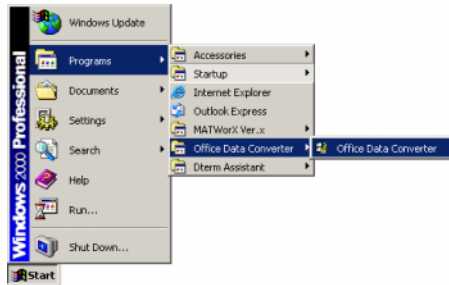 Windows 2000 Professional
Windows Update
Programs
Documents
Settings
Search
Help
Run...
Shut Down...
Start
Accessories
Startup
Internet Explorer
Outlook Express
MATWorX Ver.x
Office Data Converter
Dterm Assistant
Office Data Converter